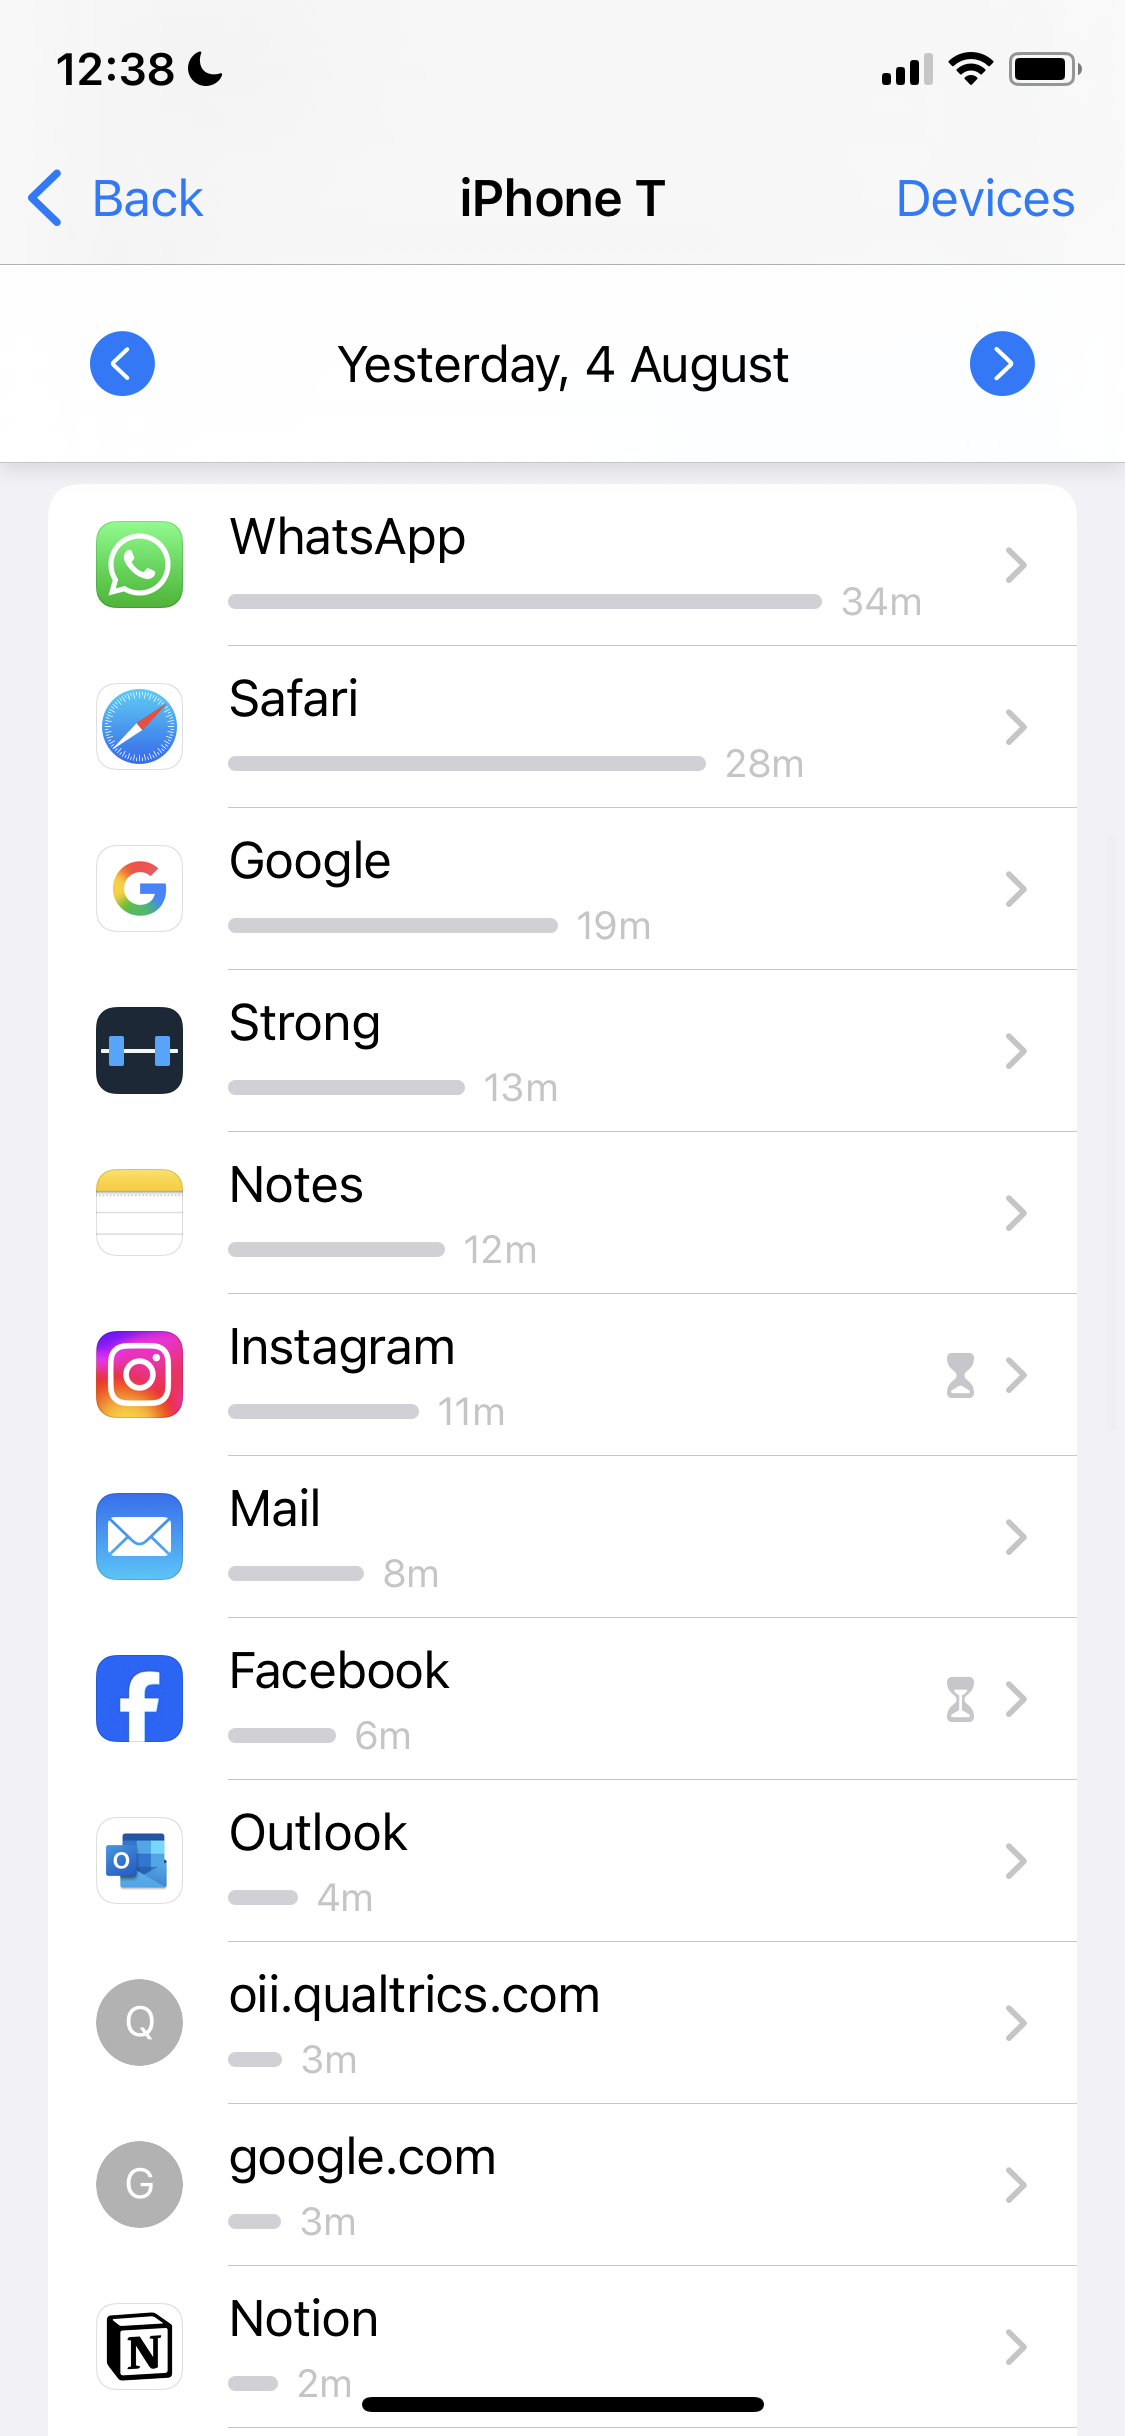 12:38
Back
iPhone T
Devices
Yesterday, 4 August
WhatsApp
34m
Safari
28m
Google
19m
Strong
13m
Notes
12m
Instagram
11m
Mail
8m
Facebook
6m
Outlook
4m
Q
oii.qualtrics.com
3m
G
google.com
3m
Notion
2m